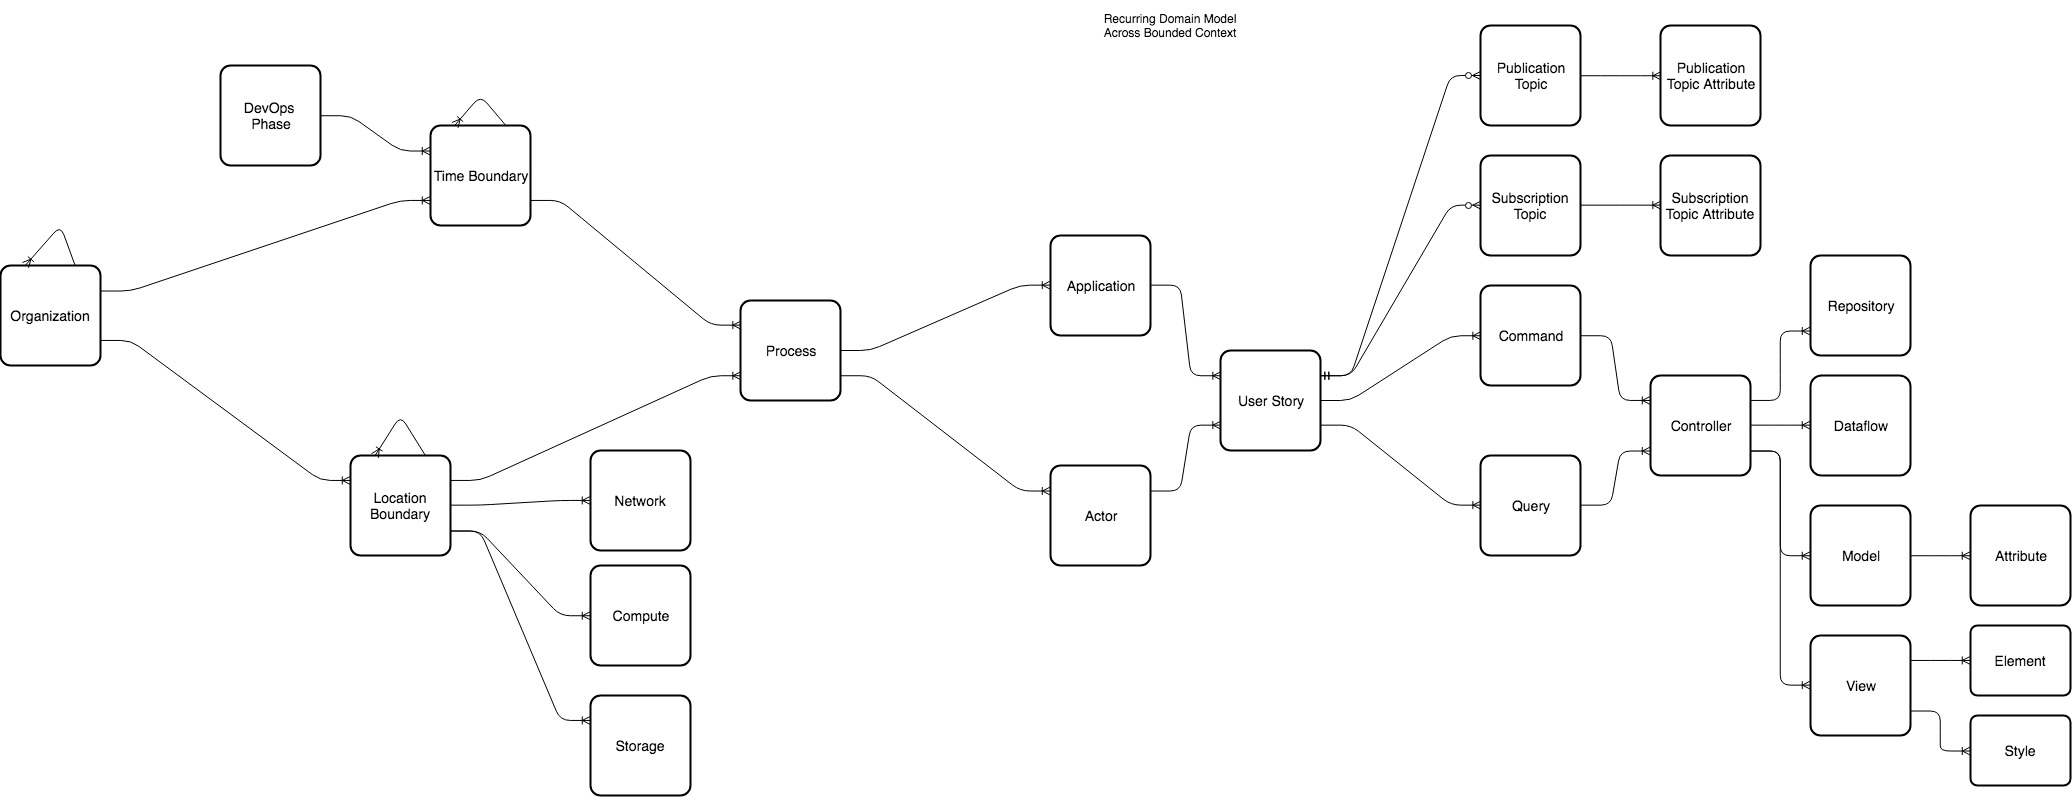 Recurring Domain Model
Across Bounded Context
DevOps
Phase
Time Boundary
Organization
Location
Boundary
Network
Compute
Storage
Process
Application
Actor
User Story
Publication
Topic
Publication
Topic Attribute
Subscription
Topic
Subscription
Topic Attribute
Command
Query
Controller
Repository
Dataflow
Model
Attribute
View
Element
Style